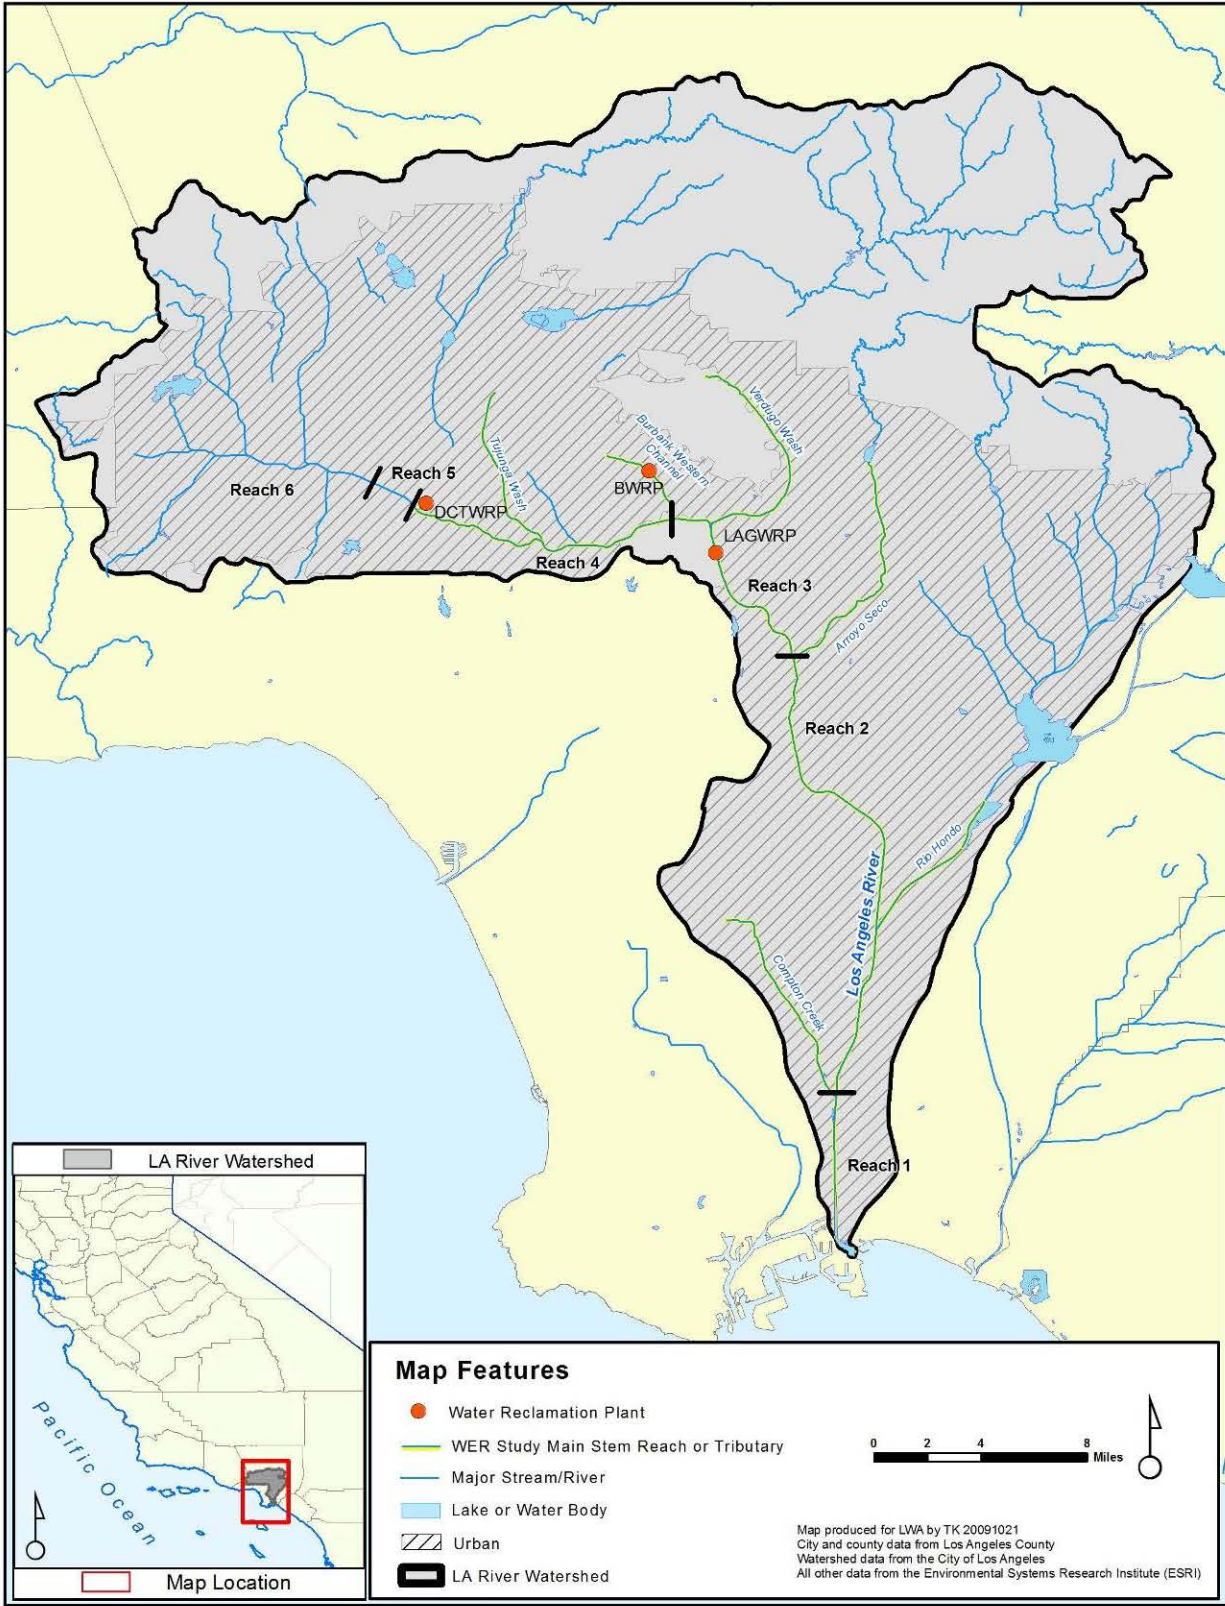 Verdugo Wash
Burbank Western
Channel
Tujunga Wash
Reach 5
Reach 6
BWRP
DCTWRP
LAGWRP
Reach 4
Reach 3
Arroyo Seco
Reach 2
Rio Hondo
Los Angeles River
Compton Creek
Reach 1
LA River Watershed
Pacific Ocean
Map Location
Map Features
Water Reclamation Plant
WER Study Main Stem Reach or Tributary
Major Stream/River
Lake or Water Body
Urban
LA River Watershed
0 2 4 8
Miles
Map produced for LWA by TK 20091021
City and county data from Los Angeles County
Watershed data from the City of Los Angeles
All other data from the Environmental Systems Research Institute (ESRI)